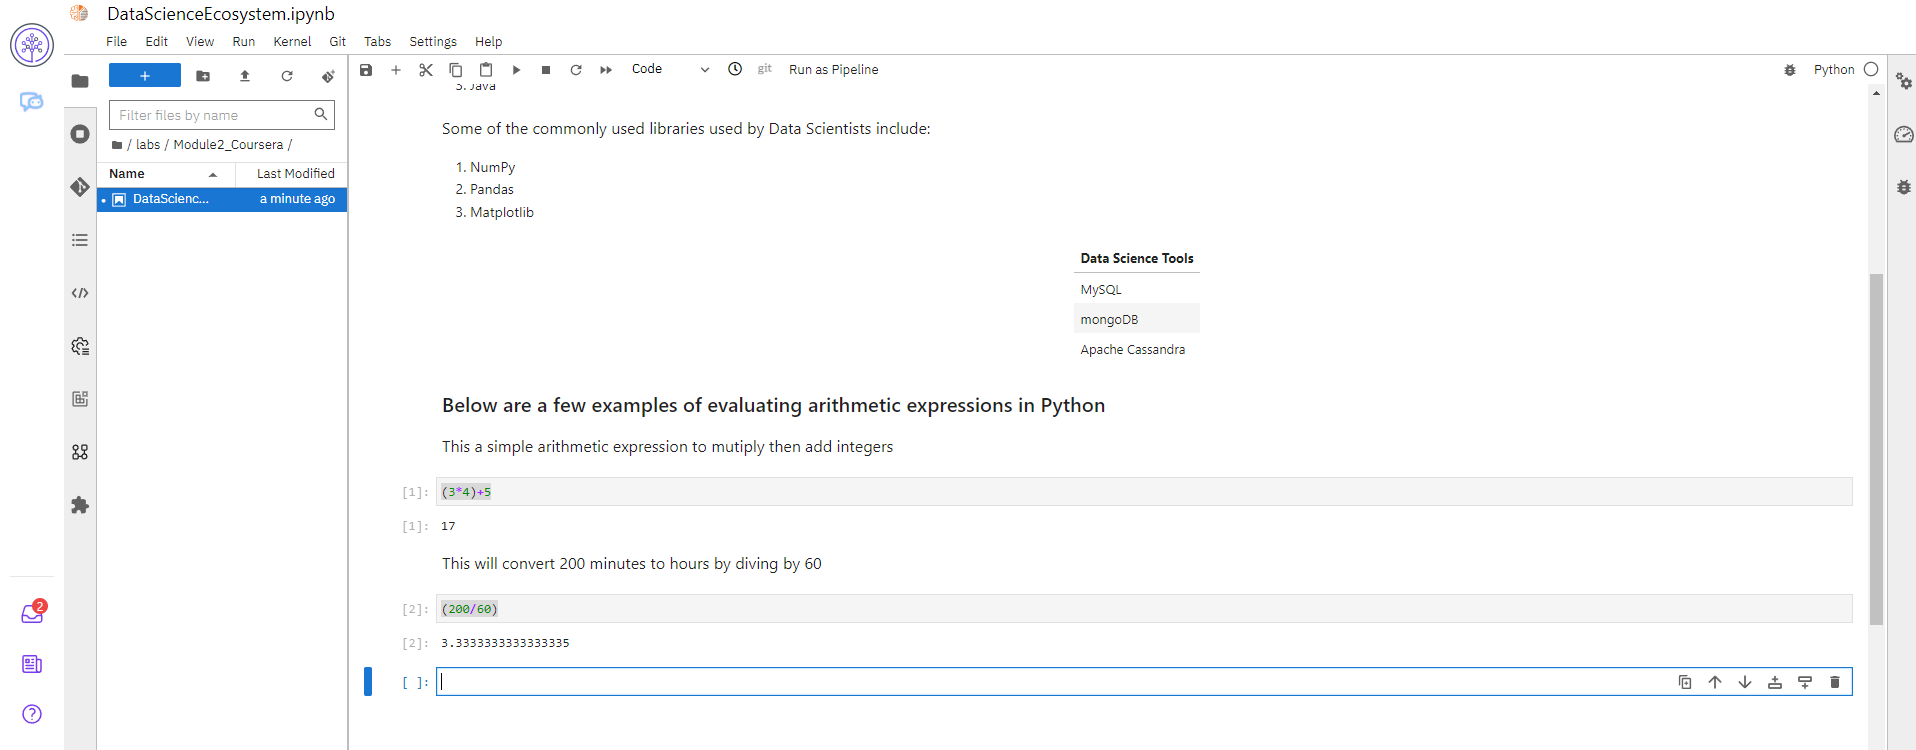 DataScienceEcosystem.ipynb
File Edit View Run Kernel Git Tabs Settings Help
+
Code git Run as Pipeline Python
Filter files by name
/ labs / Module2_Coursera /
Name Last Modified
DataScienc... a minute ago
3. Java
Some of the commonly used libraries used by Data Scientists include:
1. NumPy
2. Pandas
3. Matplotlib
Data Science Tools
MySQL
mongoDB
Apache Cassandra
Below are a few examples of evaluating arithmetic expressions in Python
This a simple arithmetic expression to mutiply then add integers
[1]: (3*4)+5
[1]: 17
This will convert 200 minutes to hours by diving by 60
[2]: (200/60)
[2]: 3.3333333333333335
[ ]:
2